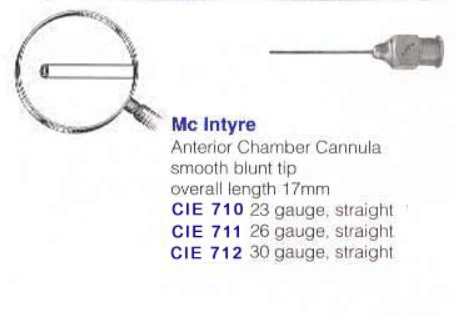 Mc Intyre
Anterior Chamber Cannula
smooth blunt tip
overall length 17mm
CIE 710 23 gauge, straight
CIE 711 26 gauge, straight
CIE 712 30 gauge, straight